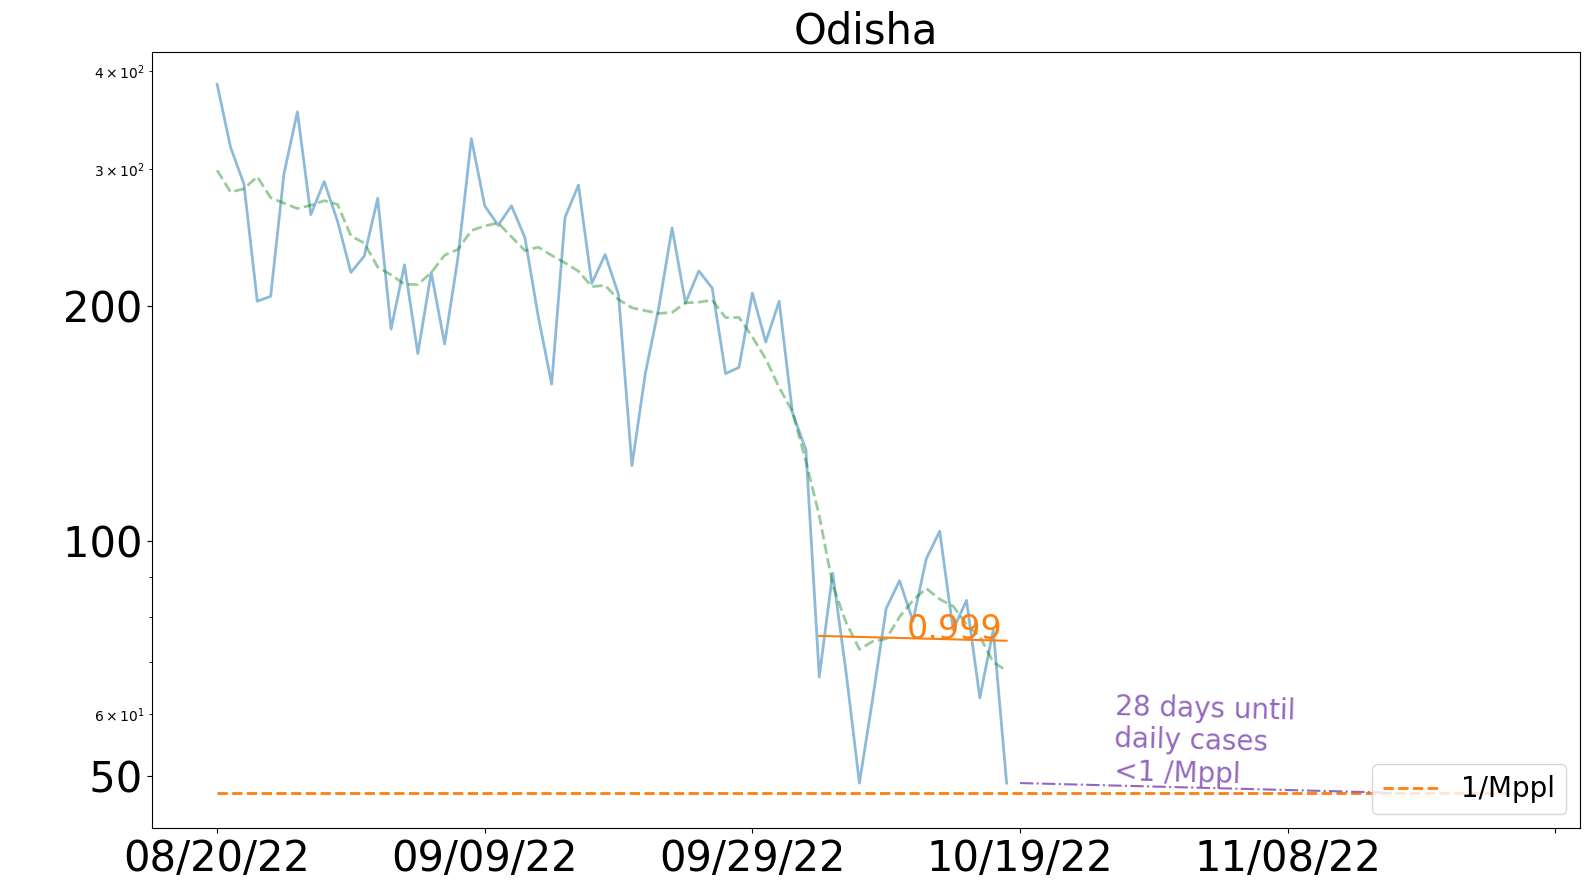 Odisha
4 × 10²
3 × 10²
200
100
6 × 10¹
50
0.999
28 days until
daily cases
<1 /Mppl
1/Mppl
08/20/22 09/09/22 09/29/22 10/19/22 11/08/22